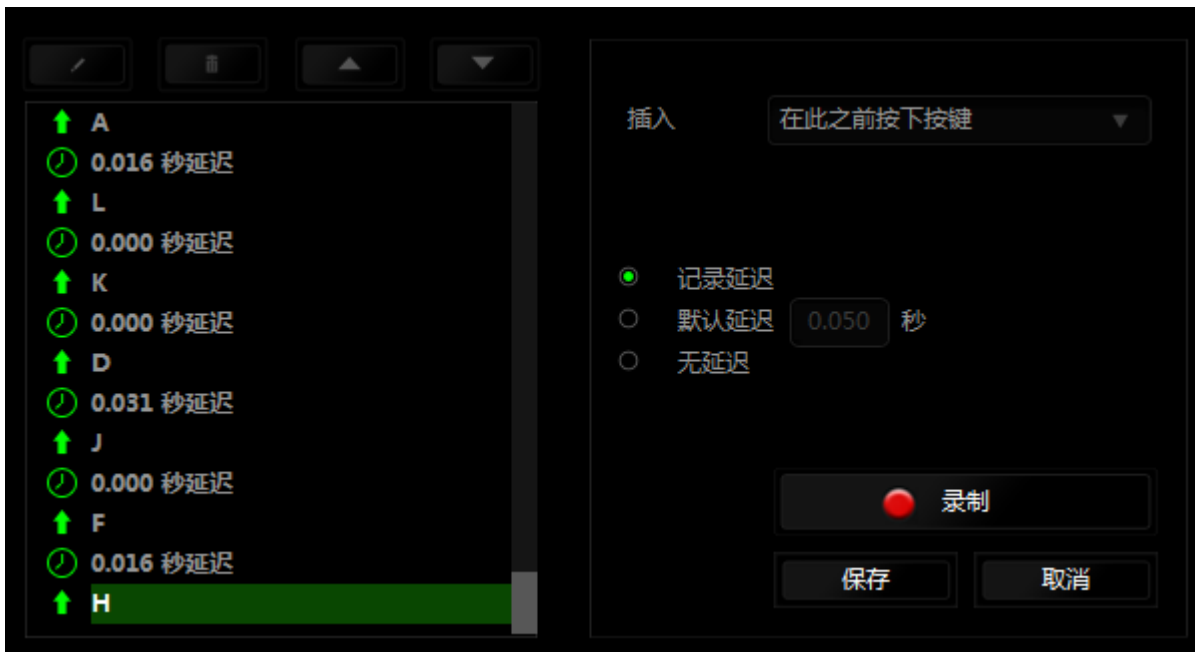 A
0.016 秒延迟
L
0.000 秒延迟
K
0.000 秒延迟
D
0.031 秒延迟
J
0.000 秒延迟
F
0.016 秒延迟
H
插入 在此之前按下按键
记录延迟
默认延迟 0.050 秒
无延迟
录制
保存 取消